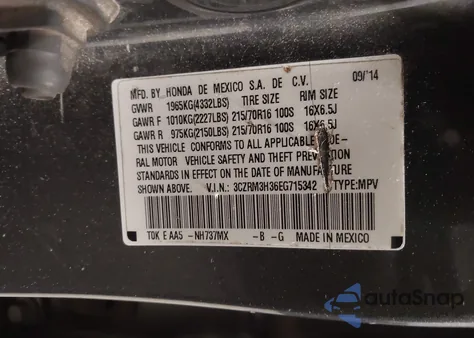 MFD. BY HONDA DE MEXICO S.A. DE C.V. 09/'14
GVWR 1965KG(4332LBS) TIRE SIZE RIM SIZE
GAWR F 1010KG(2227LBS) 215/70R16 100S 16X6.5J
GAWR R 975KG(2150LBS) 215/70R16 100S 16X6.5J
THIS VEHICLE CONFORMS TO ALL APPLICABLE FEDE-
RAL MOTOR VEHICLE SAFETY AND THEFT PREVENTION
STANDARDS IN EFFECT ON THE DATE OF MANUFACTURE
SHOWN ABOVE. V.I.N.: 3CZRM3H36EG715342 TYPE:MPV
TOK E AA5 -NH737MX -B -G MADE IN MEXICO
autoSnap